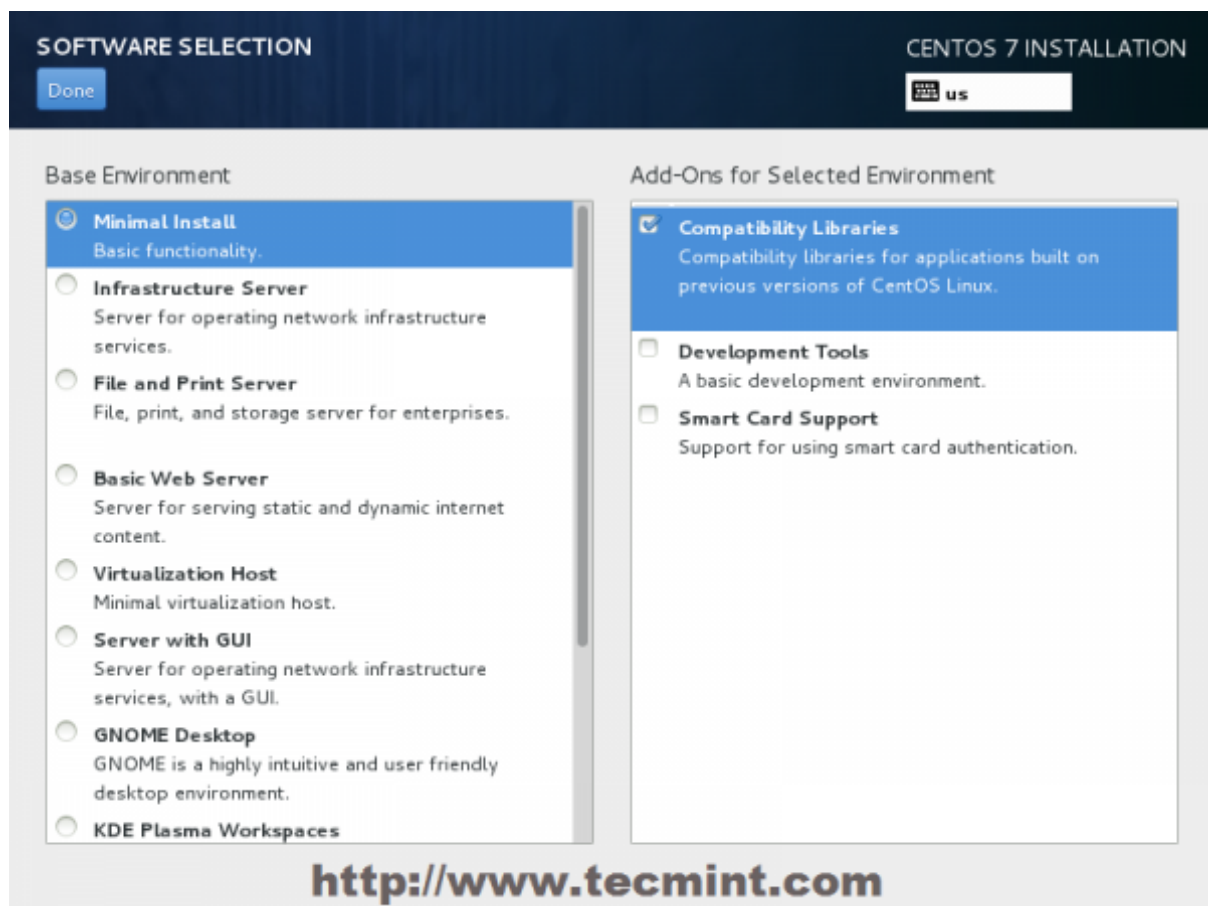 SOFTWARE SELECTION
CENTOS 7 INSTALLATION
Done
us
Base Environment
Minimal Install
Basic functionality.
Infrastructure Server
Server for operating network infrastructure
services.
File and Print Server
File, print, and storage server for enterprises.
Basic Web Server
Server for serving static and dynamic internet
content.
Virtualization Host
Minimal virtualization host.
Server with GUI
Server for operating network infrastructure
services, with a GUI.
GNOME Desktop
GNOME is a highly intuitive and user friendly
desktop environment.
KDE Plasma Workspaces
Add-Ons for Selected Environment
Compatibility Libraries
Compatibility libraries for applications built on
previous versions of CentOS Linux.
Development Tools
A basic development environment.
Smart Card Support
Support for using smart card authentication.
http://www.tecmint.com